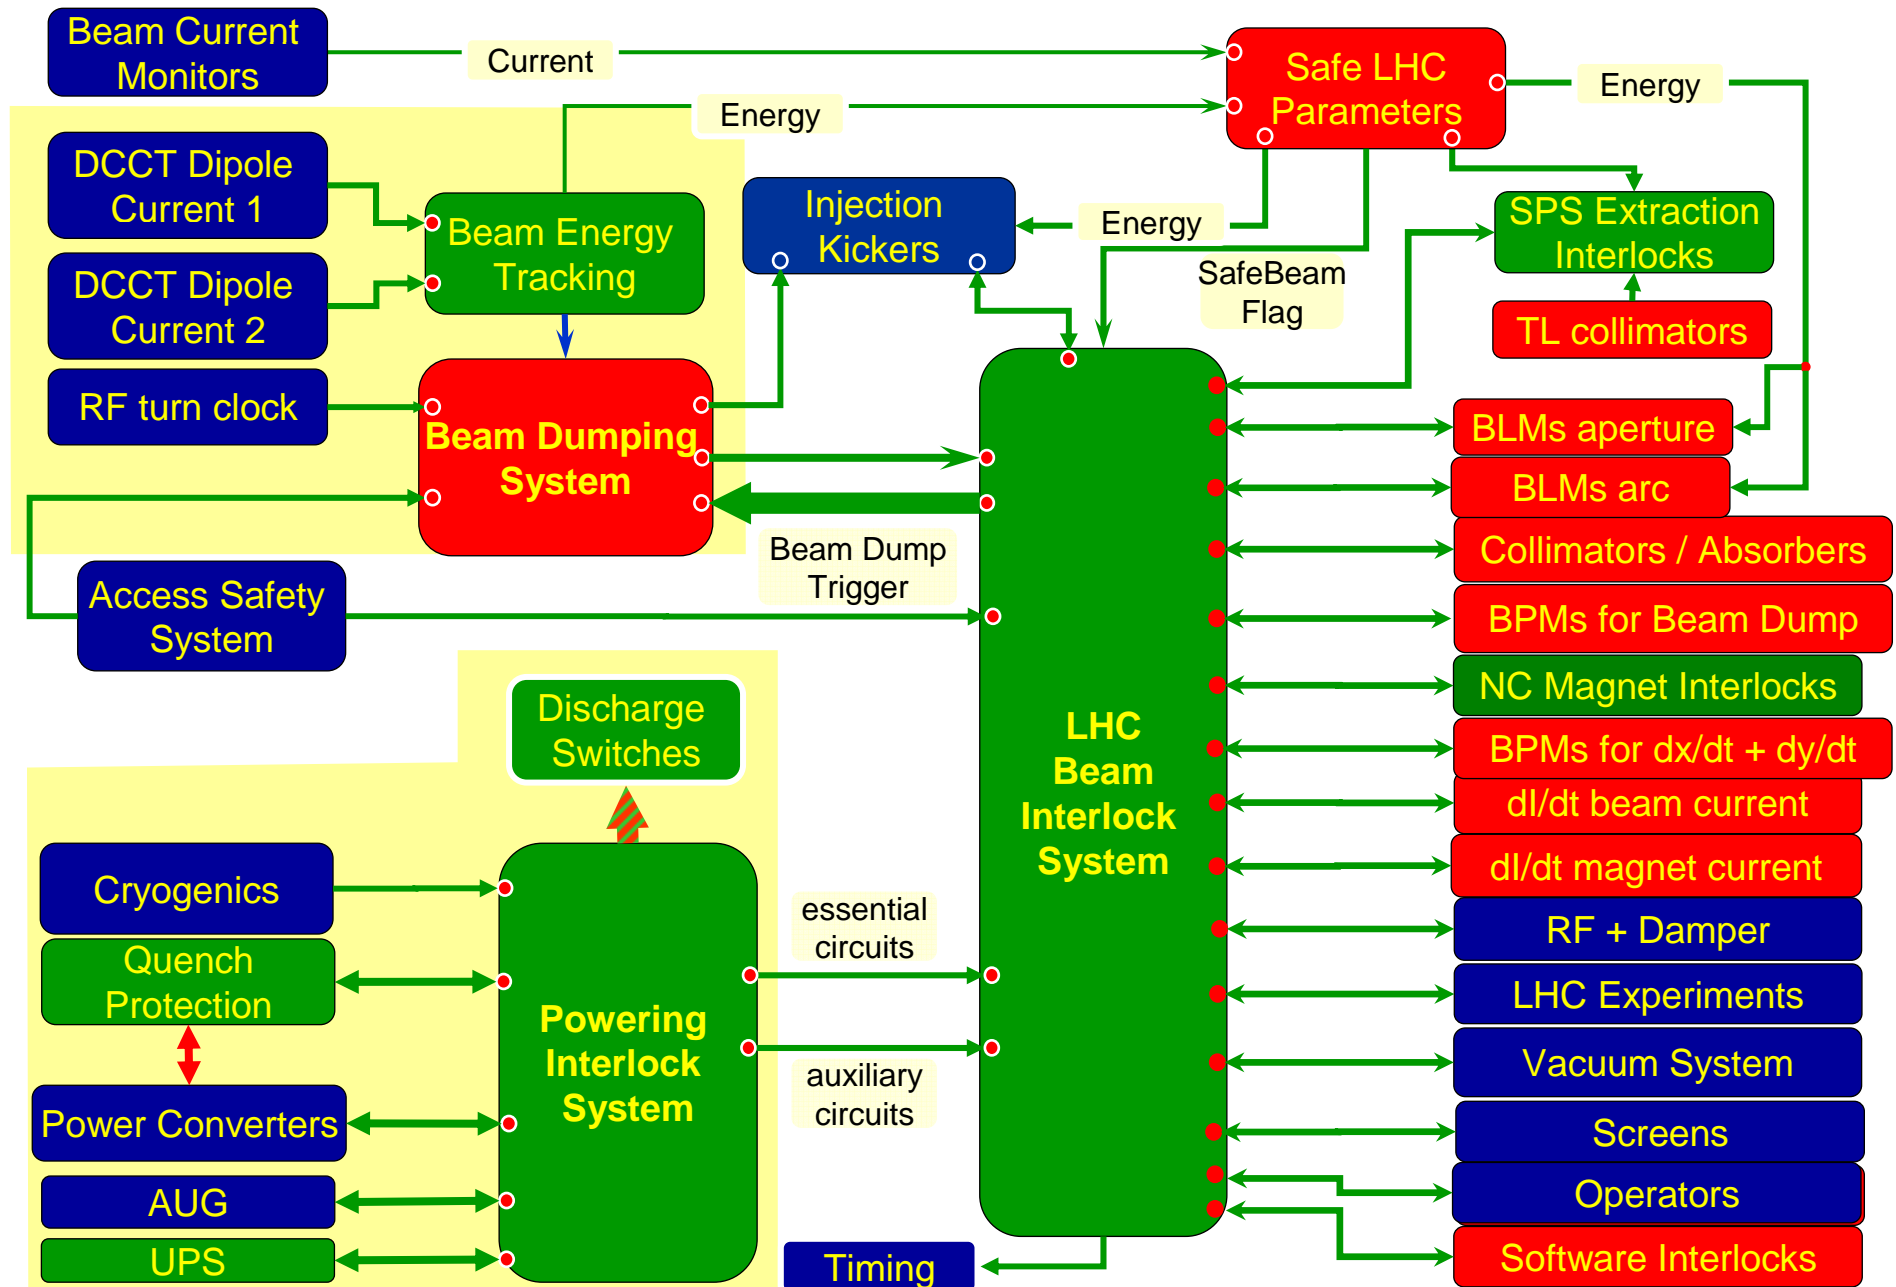 Beam Current
Monitors
Current
Safe LHC
Parameters
Energy
Energy
DCCT Dipole
Current 1
Beam Energy
Tracking
Injection
Kickers
Energy
SPS Extraction
Interlocks
DCCT Dipole
Current 2
SafeBeam
Flag
TL collimators
RF turn clock
Beam Dumping
System
BLMs aperture
BLMs arc
Beam Dump
Trigger
Collimators / Absorbers
Access Safety
System
BPMs for Beam Dump
NC Magnet Interlocks
Discharge
Switches
LHC
Beam
Interlock
System
BPMs for dx/dt + dy/dt
dI/dt beam current
dI/dt magnet current
Cryogenics
essential
circuits
RF + Damper
Quench
Protection
LHC Experiments
Powering
Interlock
System
Vacuum System
auxiliary
circuits
Power Converters
Screens
AUG
Operators
UPS
Timing
Software Interlocks